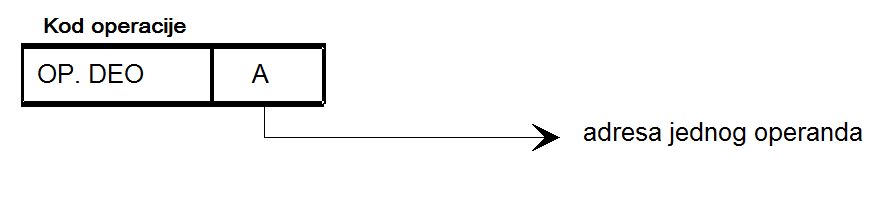 Kod operacije
OP. DEO A
adresa jednog operanda